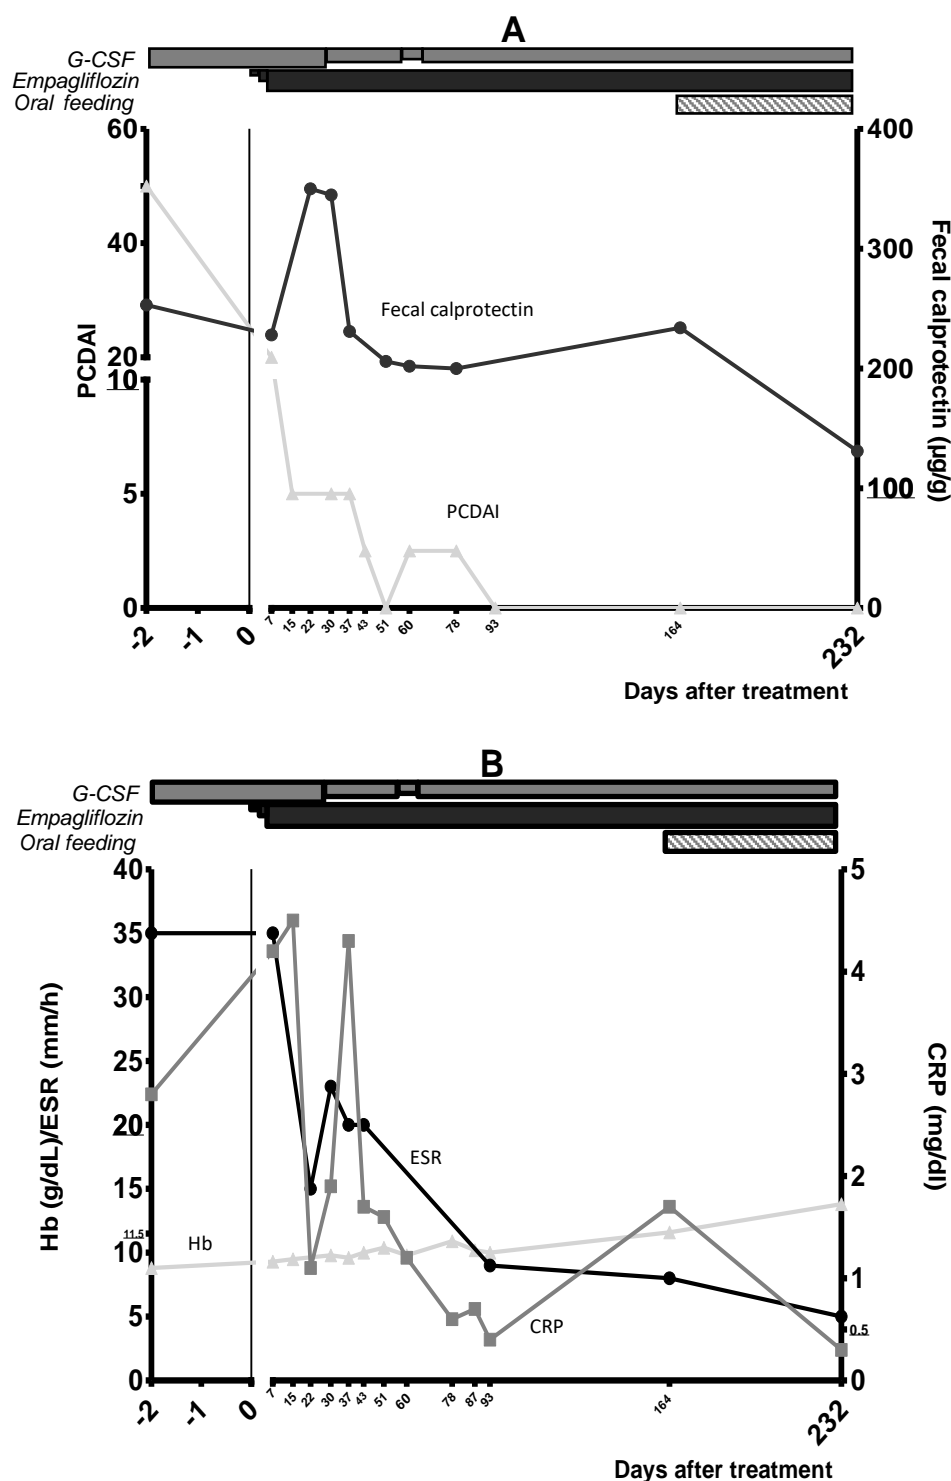 A
G-CSF
Empagliflozin
Oral feeding
60
40
20
10
5
0
PCDAI
400
300
200
100
0
Fecal calprotectin (µg/g)
Fecal calprotectin
PCDAI
-2 -1 0 7 15 22 30 37 43 51 60 78 93 164 232
Days after treatment
B
G-CSF
Empagliflozin
Oral feeding
40
35
30
25
20
15
11.5
10
5
0
Hb (g/dL)/ESR (mm/h)
5
4
3
2
1
0.5
0
CRP (mg/dl)
ESR
Hb
CRP
-2 -1 0 7 15 22 30 37 43 51 60 78 87 93 164 232
Days after treatment